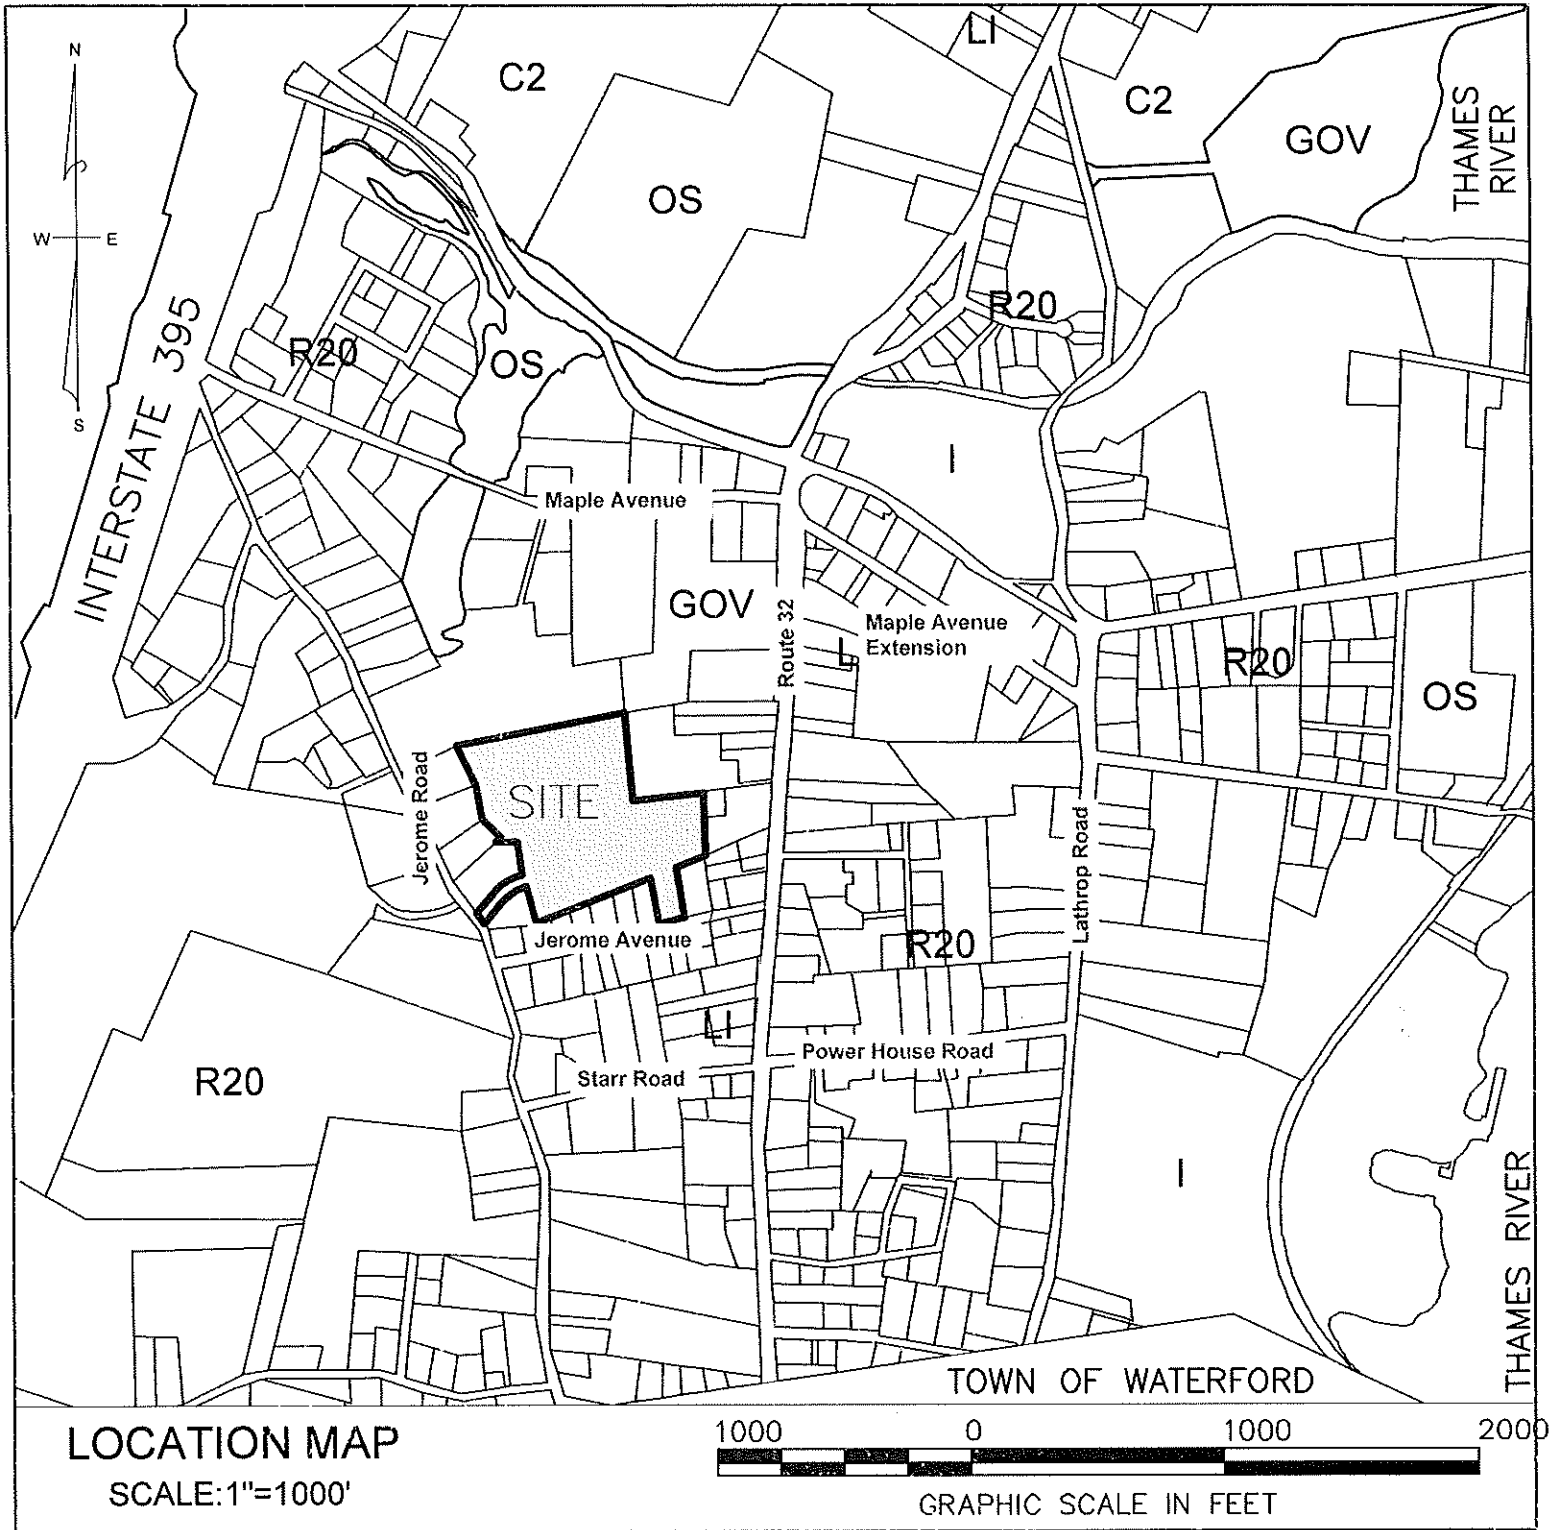 LI
N
C2
C2
GOV
THAMES
RIVER
OS
W
E
R20
R20
OS
INTERSTATE 395
S
I
Maple Avenue
GOV
Route 32
Maple Avenue
Extension
L
R20
OS
Jerome Road
SITE
Lathrop Road
Jerome Avenue
R20
LI
Power House Road
Starr Road
R20
I
THAMES RIVER
TOWN OF WATERFORD
LOCATION MAP
SCALE:1"=1000'
1000 0 1000 2000
GRAPHIC SCALE IN FEET